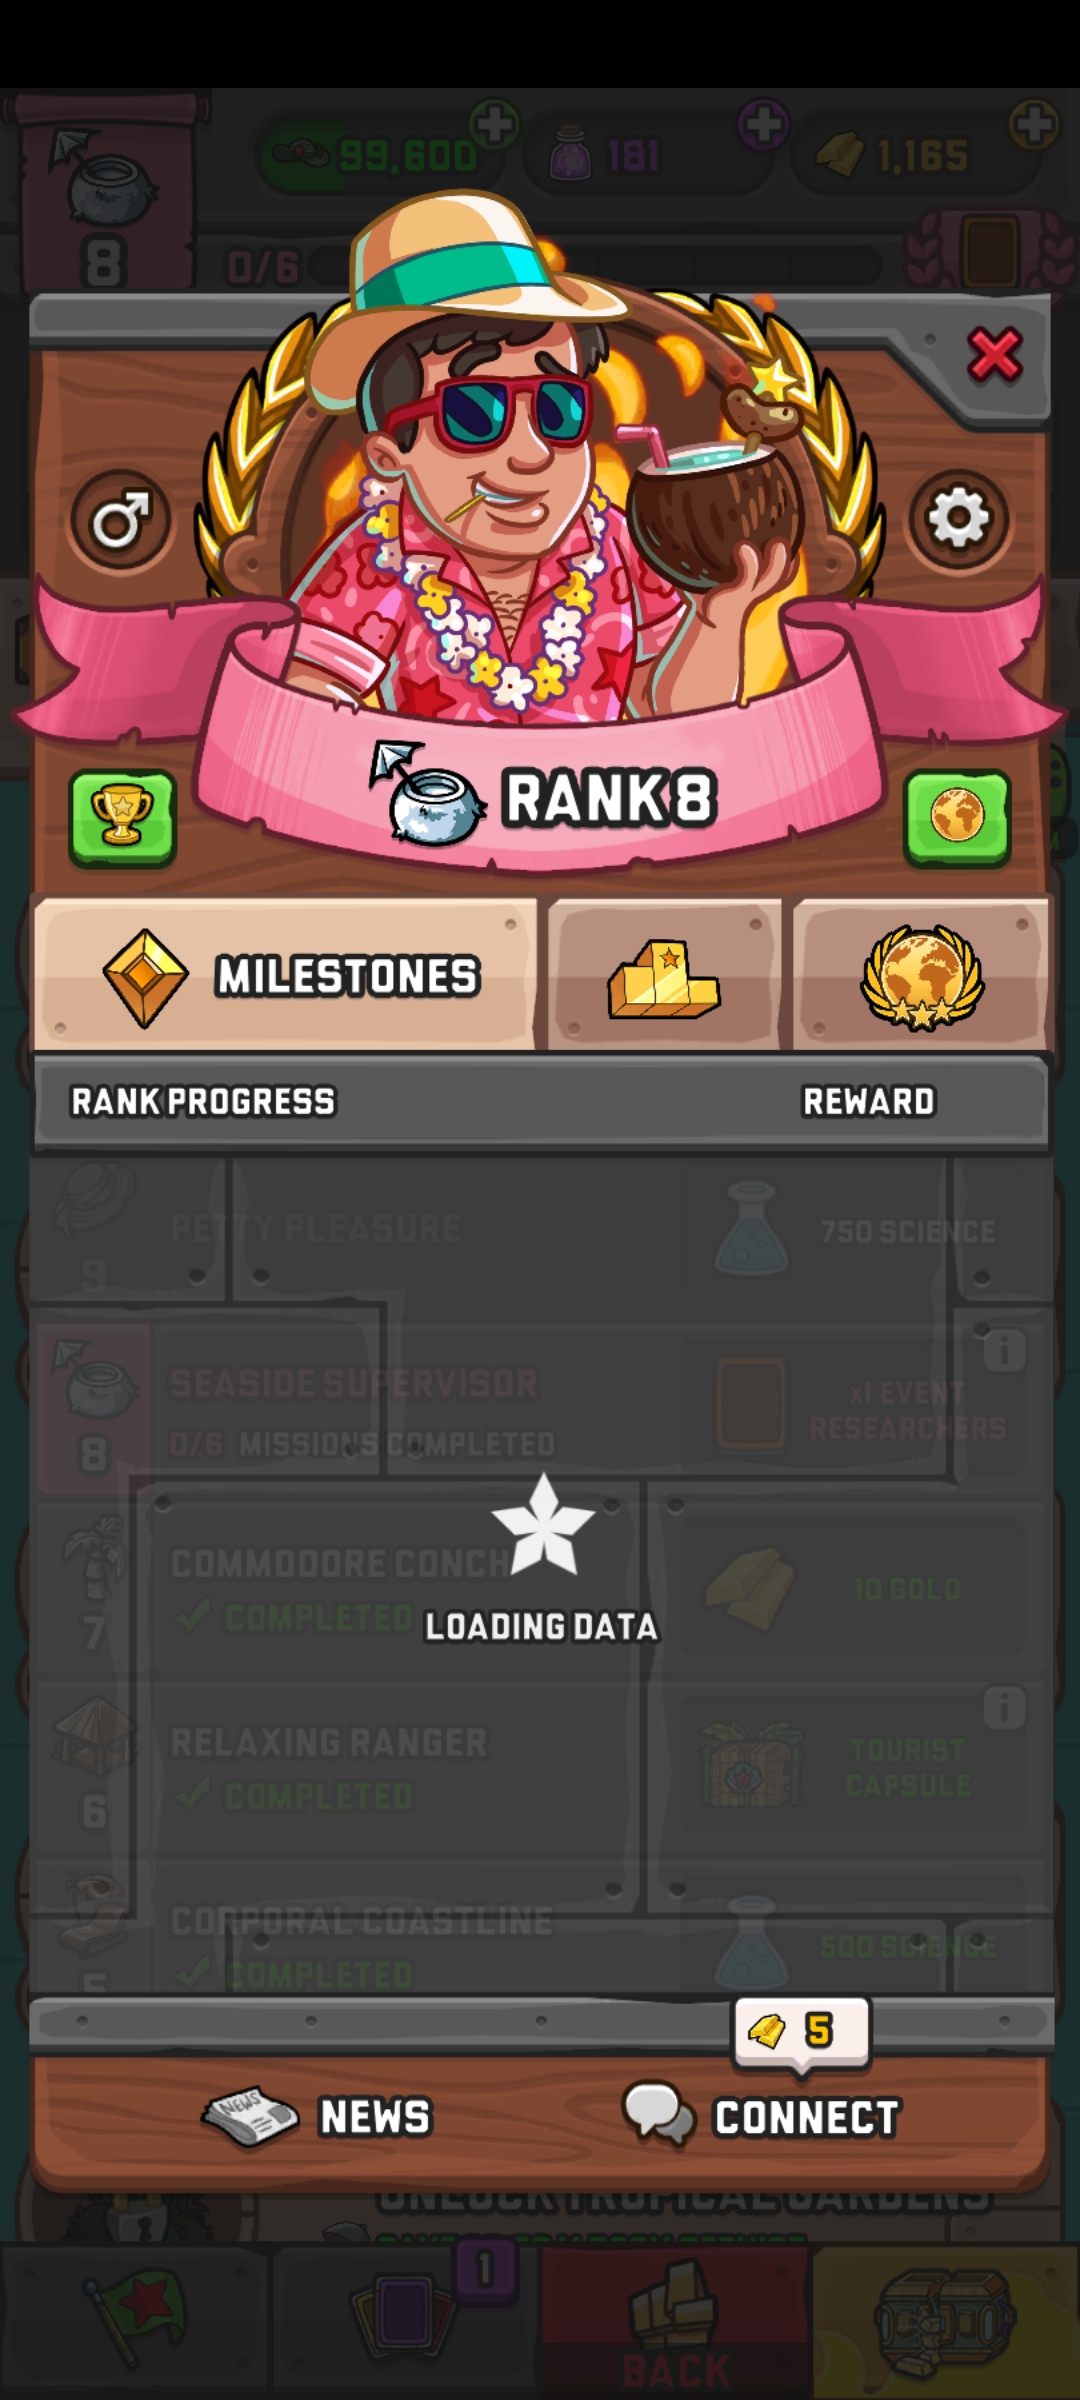 99,600
181
1,165
8
0/6
RANK 8
MILESTONES
RANK PROGRESS
REWARD
PETTY PLEASURE
750 SCIENCE
9
SEASIDE SUPERVISOR
x1 EVENT
RESEARCHERS
8
0/6 MISSIONS COMPLETED
COMMODORE CONCH
10 GOLD
7
COMPLETED
LOADING DATA
RELAXING RANGER
TOURIST
CAPSULE
6
COMPLETED
CORPORAL COASTLINE
500 SCIENCE
5
COMPLETED
5
NEWS
NEWS
CONNECT
UNLOCK TROPICAL GARDENS
1
BACK